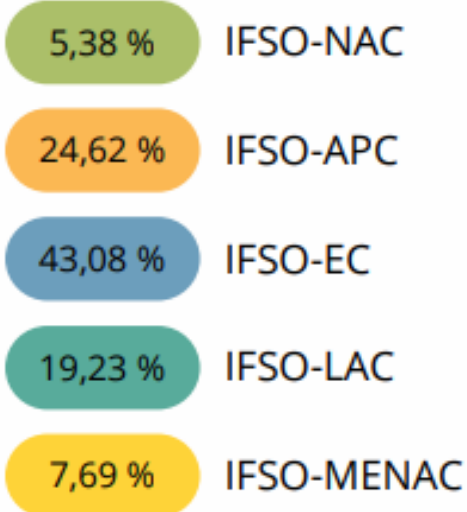 5,38 % IFSO-NAC
24,62 % IFSO-APC
43,08 % IFSO-EC
19,23 % IFSO-LAC
7,69 % IFSO-MENAC